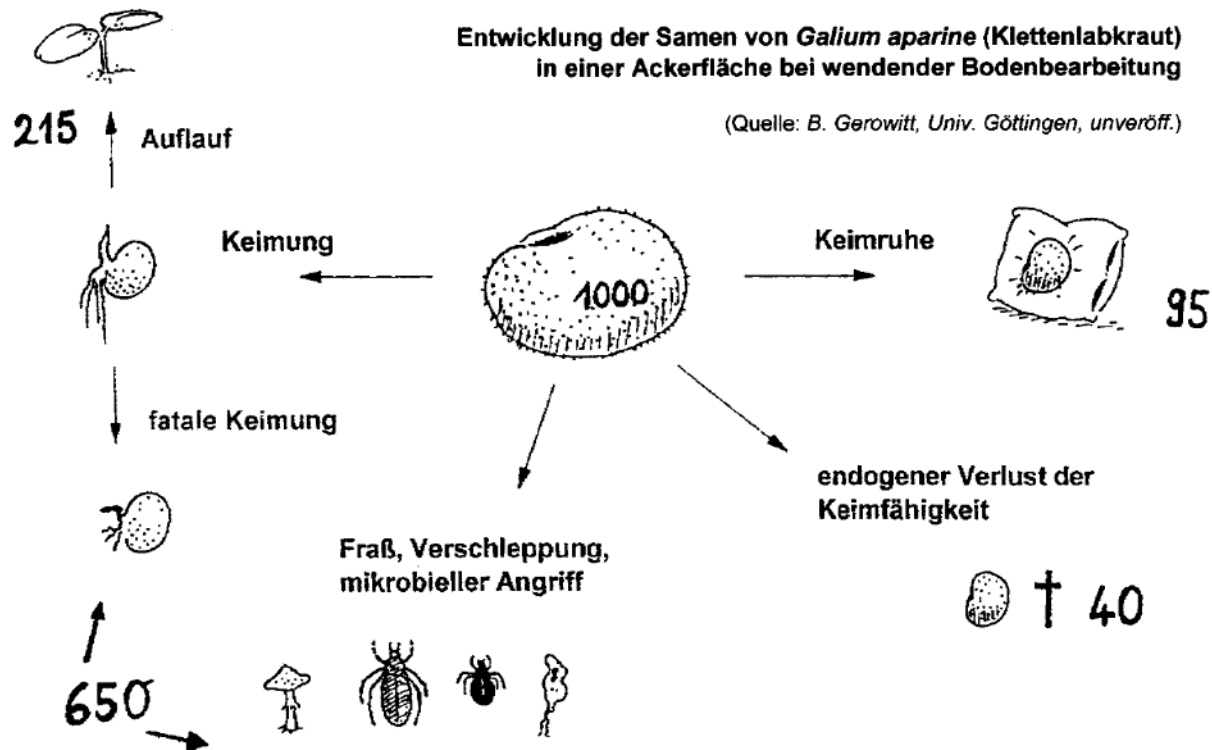 Entwicklung der Samen von Galium aparine (Klettenlabkraut)
in einer Ackerfläche bei wendender Bodenbearbeitung
(Quelle: B. Gerowitt, Univ. Göttingen, unveröff.)
215
Auflauf
Keimung
1000
Keimruhe
95
fatale Keimung
endogener Verlust der
Keimfähigkeit
Fraß, Verschleppung,
mikrobieller Angriff
40
650